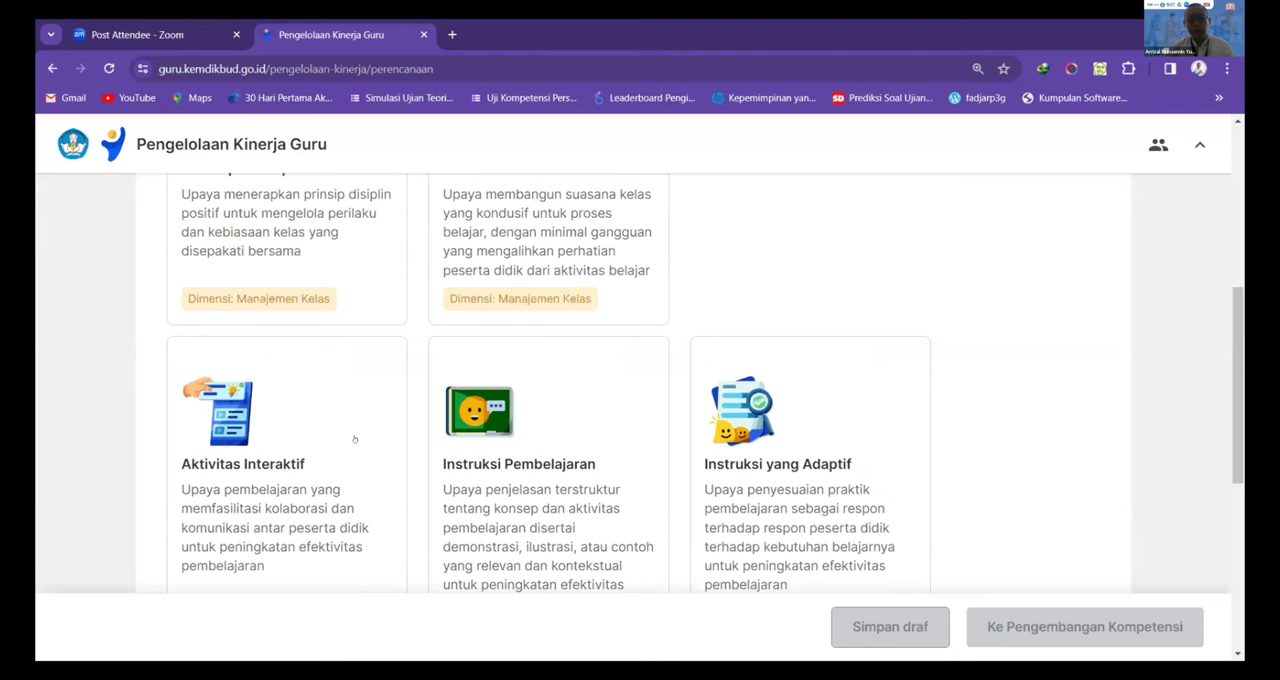 Post Attendee - Zoom
Pengelolaan Kinerja Guru
guru.kemdikbud.go.id/pengelolaan-kinerja/perencanaan
Gmail
YouTube
Maps
30 Hari Pertama Ak...
Simulasi Ujian Teori...
Uji Kompetensi Pers...
Leaderboard Pengi...
Kepemimpinan yan...
Prediksi Soal Ujian...
fadjarp3g
Kumpulan Software...
Pengelolaan Kinerja Guru
Upaya menerapkan prinsip disiplin
positif untuk mengelola perilaku
dan kebiasaan kelas yang
disepakati bersama
Dimensi: Manajemen Kelas
Upaya membangun suasana kelas
yang kondusif untuk proses
belajar, dengan minimal gangguan
yang mengalihkan perhatian
peserta didik dari aktivitas belajar
Dimensi: Manajemen Kelas
Aktivitas Interaktif
Upaya pembelajaran yang
memfasilitasi kolaborasi dan
komunikasi antar peserta didik
untuk peningkatan efektivitas
pembelajaran
Instruksi Pembelajaran
Upaya penjelasan terstruktur
tentang konsep dan aktivitas
pembelajaran disertai
demonstrasi, ilustrasi, atau contoh
yang relevan dan kontekstual
untuk peningkatan efektivitas
Instruksi yang Adaptif
Upaya penyesuaian praktik
pembelajaran sebagai respon
terhadap respon peserta didik
terhadap kebutuhan belajarnya
untuk peningkatan efektivitas
pembelajaran
Simpan draf
Ke Pengembangan Kompetensi